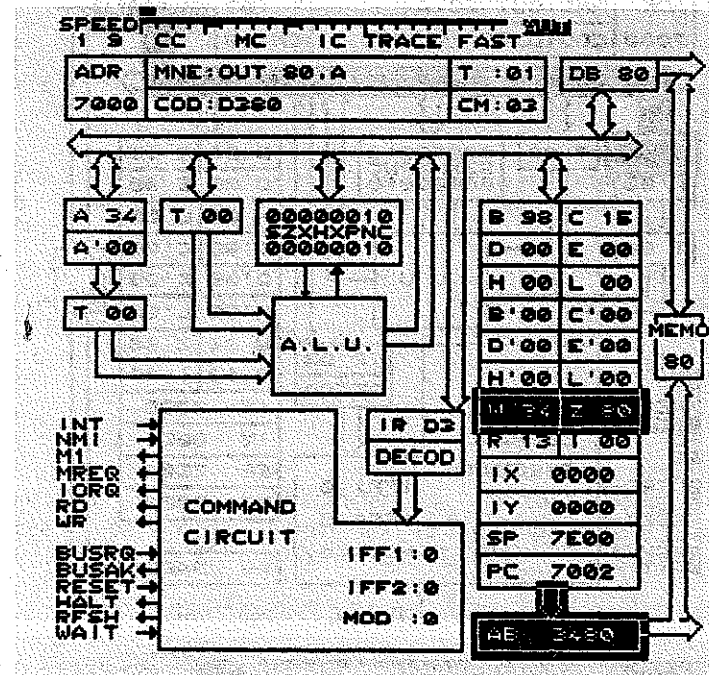 SPEED
1 S CC MC IC TRACE FAST
ADR MNE:OUT 80.A T :01 DB 80
7000 COD:D380 CM:03
A 34 T 00 00000010 B 98 C 15
SZXHXPNC
A'00 00000010 D 00 E 00
H 00 L 00
T 00 B'00 C'00 MEMO
A.L.U. D'00 E'00 80
H'00 L'00
W 34 Z 80
INT IR D3 R 13 I 00
NMI
M1 DECOD
MREQ IX 0000
IORQ
RD COMMAND IY 0000
WR
CIRCUIT SP 7E00
BUSRQ IFF1:0
BUSAK PC 7002
RESET IFF2:0
HALT
RFSH MOD :0
WAIT AB 3480